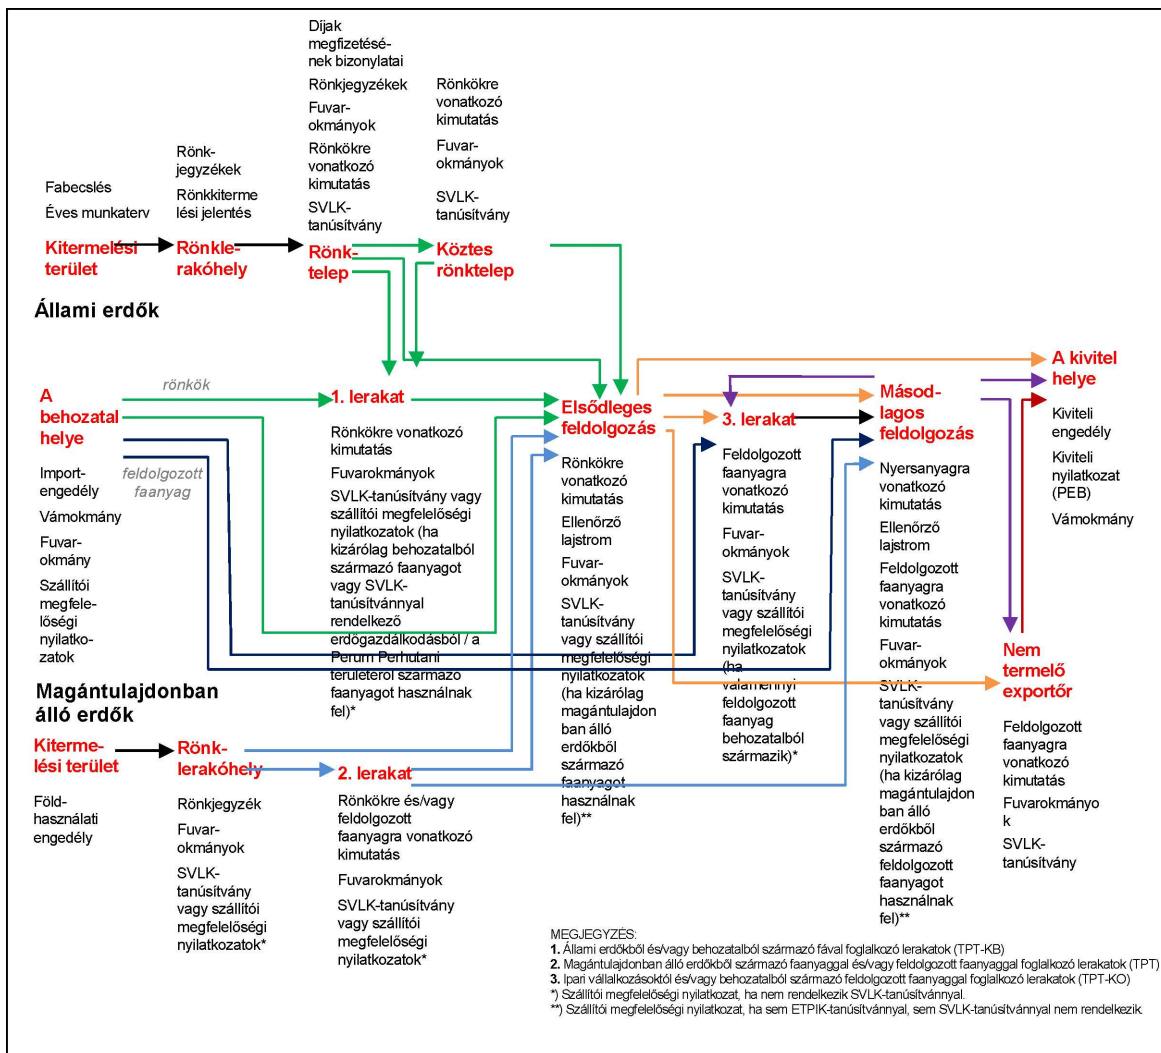 Díjak
megfizetésé-
nek bizonylatai
Rönkjegyzékek
Fuvar-
okmányok
Rönkökre
vonatkozó
kimutatás
SVLK-
tanúsítvány
Rönkökre
vonatkozó
kimutatás
Fuvar-
okmányok
SVLK-
tanúsítvány
Rönk-
jegyzékek
Rönkkiterme
lési jelentés
Fabecslés
Éves munkaterv
Kitermelési
terület
Rönkle-
rakóhely
Rönk-
telep
Köztes
rönktelep
Állami erdők
A
behozatal
helye
rönkök
feldolgozott
faanyag
Import-
engedély
Vámokmány
Fuvar-
okmány
Szállítói
megfele-
lőségi
nyilatko-
zatok
1. lerakat
Rönkökre vonatkozó
kimutatás
Fuvarokmányok
SVLK-tanúsítvány vagy
szállítói megfelelőségi
nyilatkozatok (ha
kizárólag behozatalból
származó faanyagot
vagy SVLK-
tanúsítvánnyal
rendelkező
erdőgazdálkodásból / a
Perum Perhutani
területéről származó
faanyagot használnak
fel)*
Elsődleges
feldolgozás
Rönkökre
vonatkozó
kimutatás
Ellenőrző
lajstrom
Fuvar-
okmányok
SVLK-
tanúsítvány
vagy szállítói
megfelelőségi
nyilatkozatok
(ha kizárólag
magántulajdon
ban álló
erdőkből
származó
faanyagot
használnak
fel)**
3. lerakat
Feldolgozott
faanyagra
vonatkozó
kimutatás
Fuvar-
okmányok
SVLK-
tanúsítvány
vagy szállítói
megfelelőségi
nyilatkozatok
(ha
valamennyi
feldolgozott
faanyag
behozatalból
származik)*
Másod-
lagos
feldolgozás
Nyersanyagra
vonatkozó
kimutatás
Ellenőrző
lajstrom
Feldolgozott
faanyagra
vonatkozó
kimutatás
Fuvar-
okmányok
SVLK-
tanúsítvány
vagy szállítói
megfelelőségi
nyilatkozatok
(ha kizárólag
magántulajdon
ban álló
erdőkből
származó
feldolgozott
faanyagot
használnak
fel)**
A kivitel
helye
Kiviteli
engedély
Kiviteli
nyilatkozat
(PEB)
Vámokmány
Nem
termelő
exportőr
Feldolgozott
faanyagra
vonatkozó
kimutatás
Fuvarokmányo
k
SVLK-
tanúsítvány
Magántulajdonban
álló erdők
Kiterme-
lési terület
Föld-
használati
engedély
Rönk-
lerakóhely
Rönkjegyzék
Fuvar-
okmányok
SVLK-
tanúsítvány
vagy szállítói
megfelelőségi
nyilatkozatok*
2. lerakat
Rönkökre és/vagy
feldolgozott
faanyagra vonatkozó
kimutatás
Fuvarokmányok
SVLK-tanúsítvány
vagy szállítói
megfelelőségi
nyilatkozatok*
MEGJEGYZÉS:
1. Állami erdőkből és/vagy behozatalból származó fával foglalkozó lerakatok (TPT-KB)
2. Magántulajdonban álló erdőkből származó faanyaggal és/vagy feldolgozott faanyaggal foglalkozó lerakatok (TPT)
3. Ipari vállalkozásoktól és/vagy behozatalból származó feldolgozott faanyaggal foglalkozó lerakatok (TPT-KO)
*) Szállítói megfelelőségi nyilatkozat, ha nem rendelkezik SVLK-tanúsítvánnyal.
**) Szállítói megfelelőségi nyilatkozat, ha sem ETPIK-tanúsítvánnyal, sem SVLK-tanúsítvánnyal nem rendelkezik.